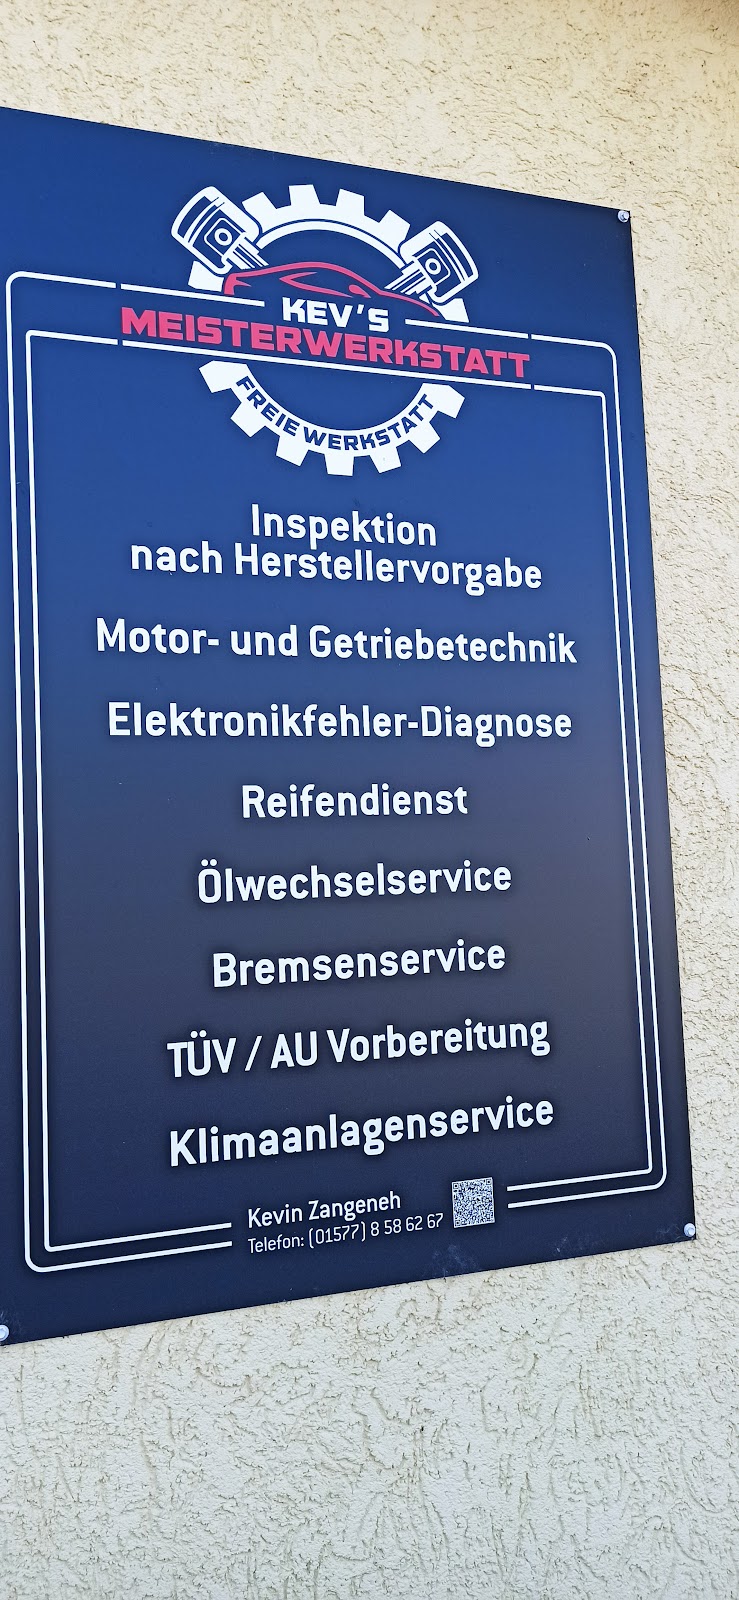 KEV'S
MEISTERWERKSTATT
FREIE WERKSTATT
Inspektion
nach Herstellervorgabe
Motor- und Getriebetechnik
Elektronikfehler-Diagnose
Reifendienst
Ölwechselservice
Bremsenservice
TÜV / AU Vorbereitung
Klimaanlagenservice
Kevin Zangeneh
Telefon: (01577) 8 58 62 67